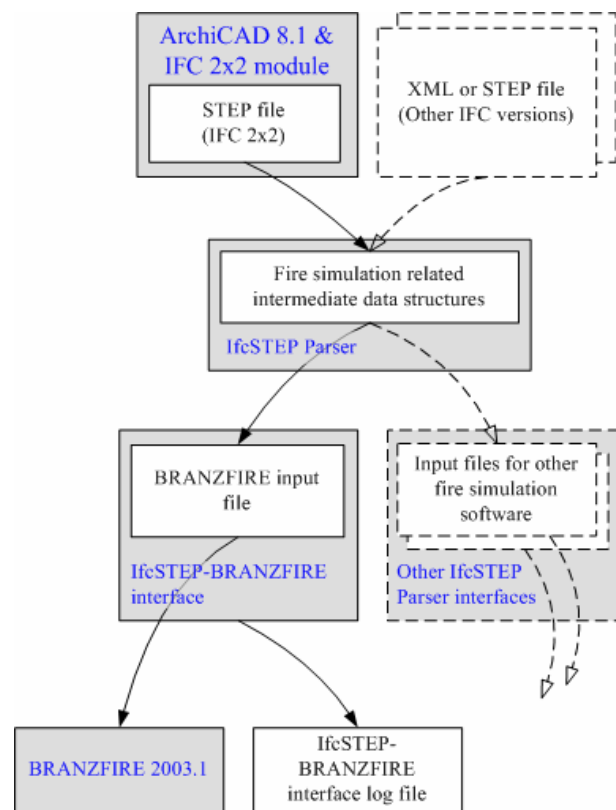 ArchiCAD 8.1 &
IFC 2x2 module
STEP file
(IFC 2x2)
XML or STEP file
(Other IFC versions)
Fire simulation related
intermediate data structures
IfcSTEP Parser
BRANZFIRE input
file
IfcSTEP-BRANZFIRE
interface
Input files for other
fire simulation
software
Other IfcSTEP
Parser interfaces
BRANZFIRE 2003.1
IfcSTEP-
BRANZFIRE
interface log file